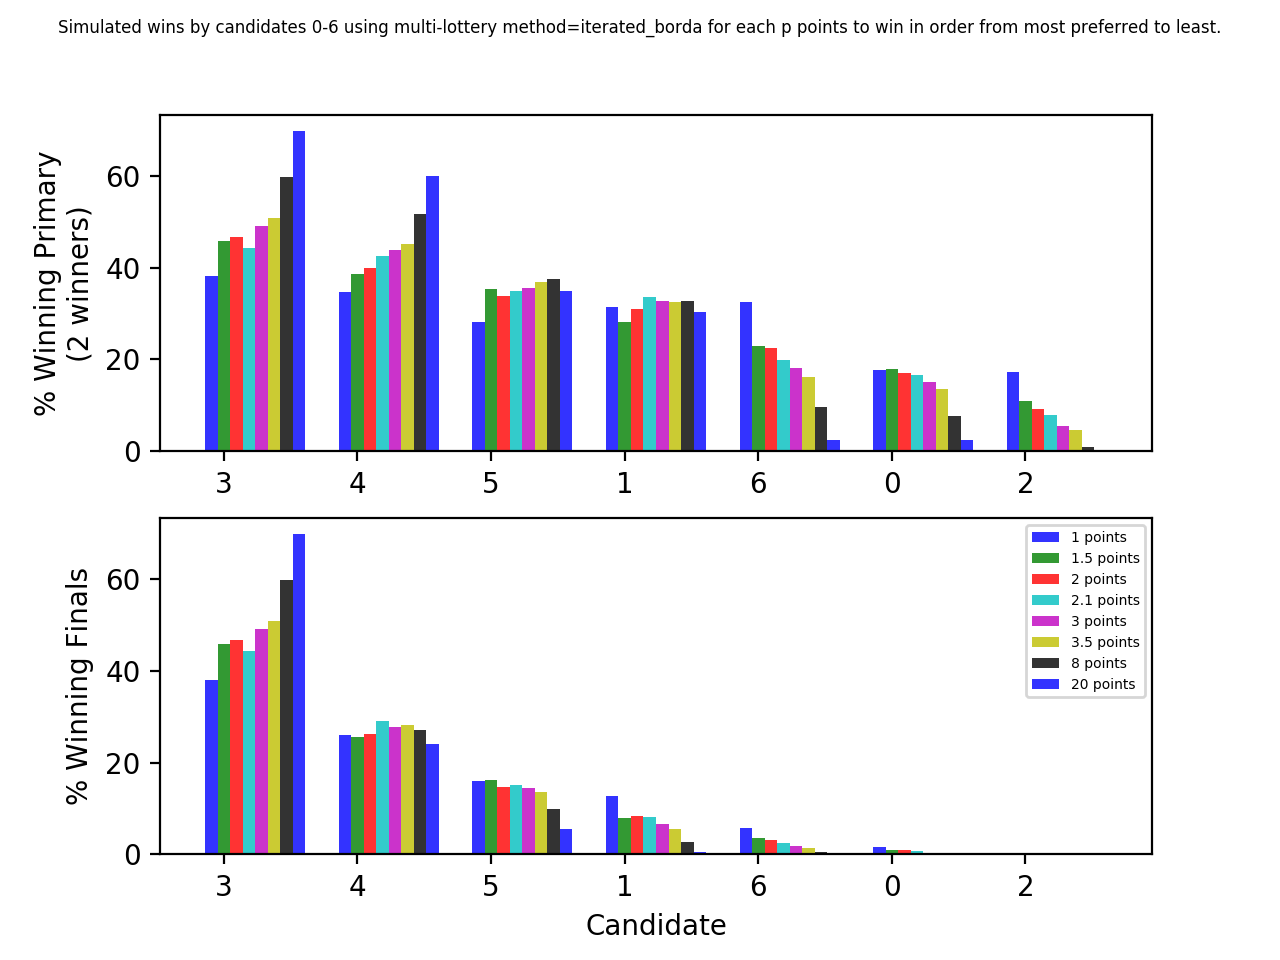 Simulated wins by candidates 0-6 using multi-lottery method=iterated_borda for each p points to win in order from most preferred to least.
% Winning Primary
(2 winners)
60
40
20
0
3 4 5 1 6 0 2
% Winning Finals
60
40
20
0
1 points
1.5 points
2 points
2.1 points
3 points
3.5 points
8 points
20 points
3 4 5 1 6 0 2
Candidate